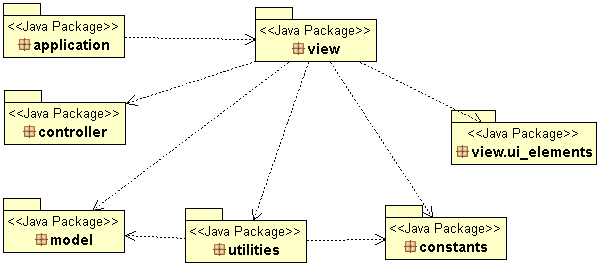 <<Java Package>>
application
<<Java Package>>
view
<<Java Package>>
controller
<<Java Package>>
view.ui_elements
<<Java Package>>
model
<<Java Package>>
utilities
<<Java Package>>
constants